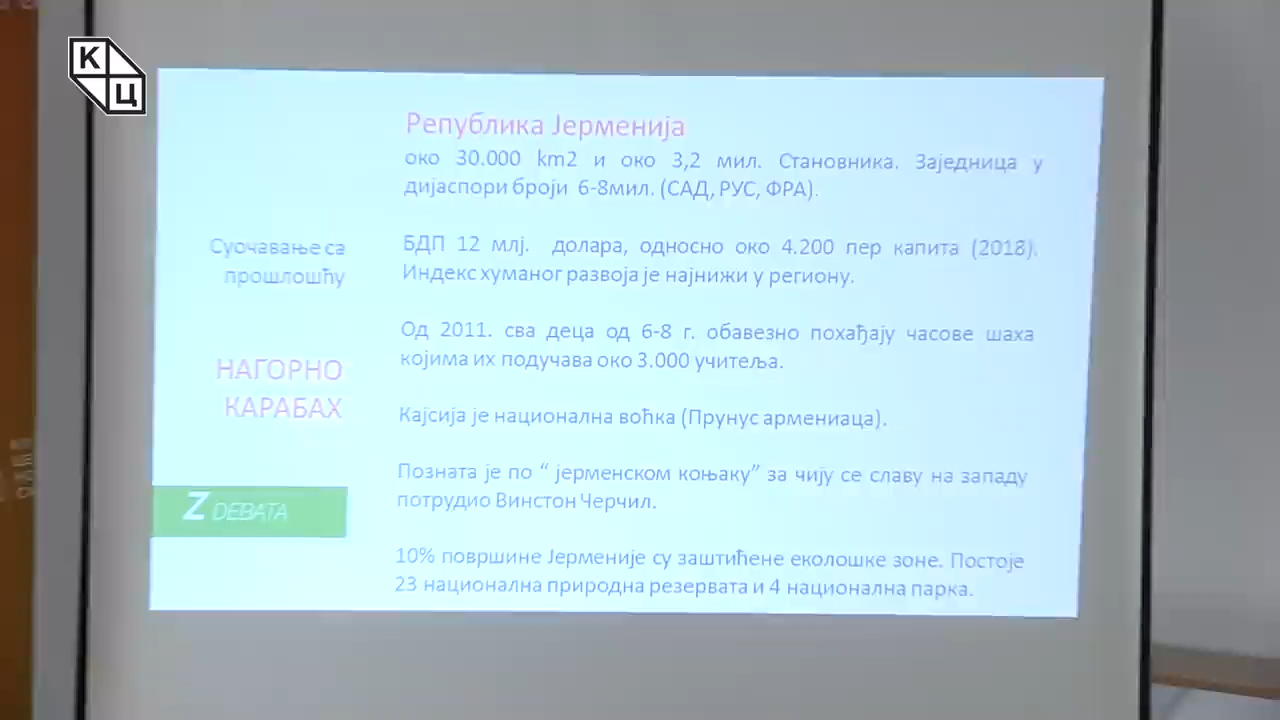 К
Ц
Република Јерменија
око 30.000 km2 и око 3,2 мил. Становника. Заједница у
дијаспори броји 6-8мил. (САД, РУС, ФРА).
БДП 12 млј. долара, односно око 4.200 пер капита (2018).
Индекс хуманог развоја је најнижи у региону.
Од 2011. сва деца од 6-8 г. обавезно похађају часове шаха
којима их подучава око 3.000 учитеља.
Кајсија је национална воћка (Прунус армениаца).
Позната је по “ јерменском коњаку” за чију се славу на западу
потрудио Винстон Черчил.
10% површине Јерменије су заштићене еколошке зоне. Постоје
23 национална природна резервата и 4 национална парка.
Суочавање са
прошлошћу
НАГОРНО
КАРАБАХ
Z DEBATA